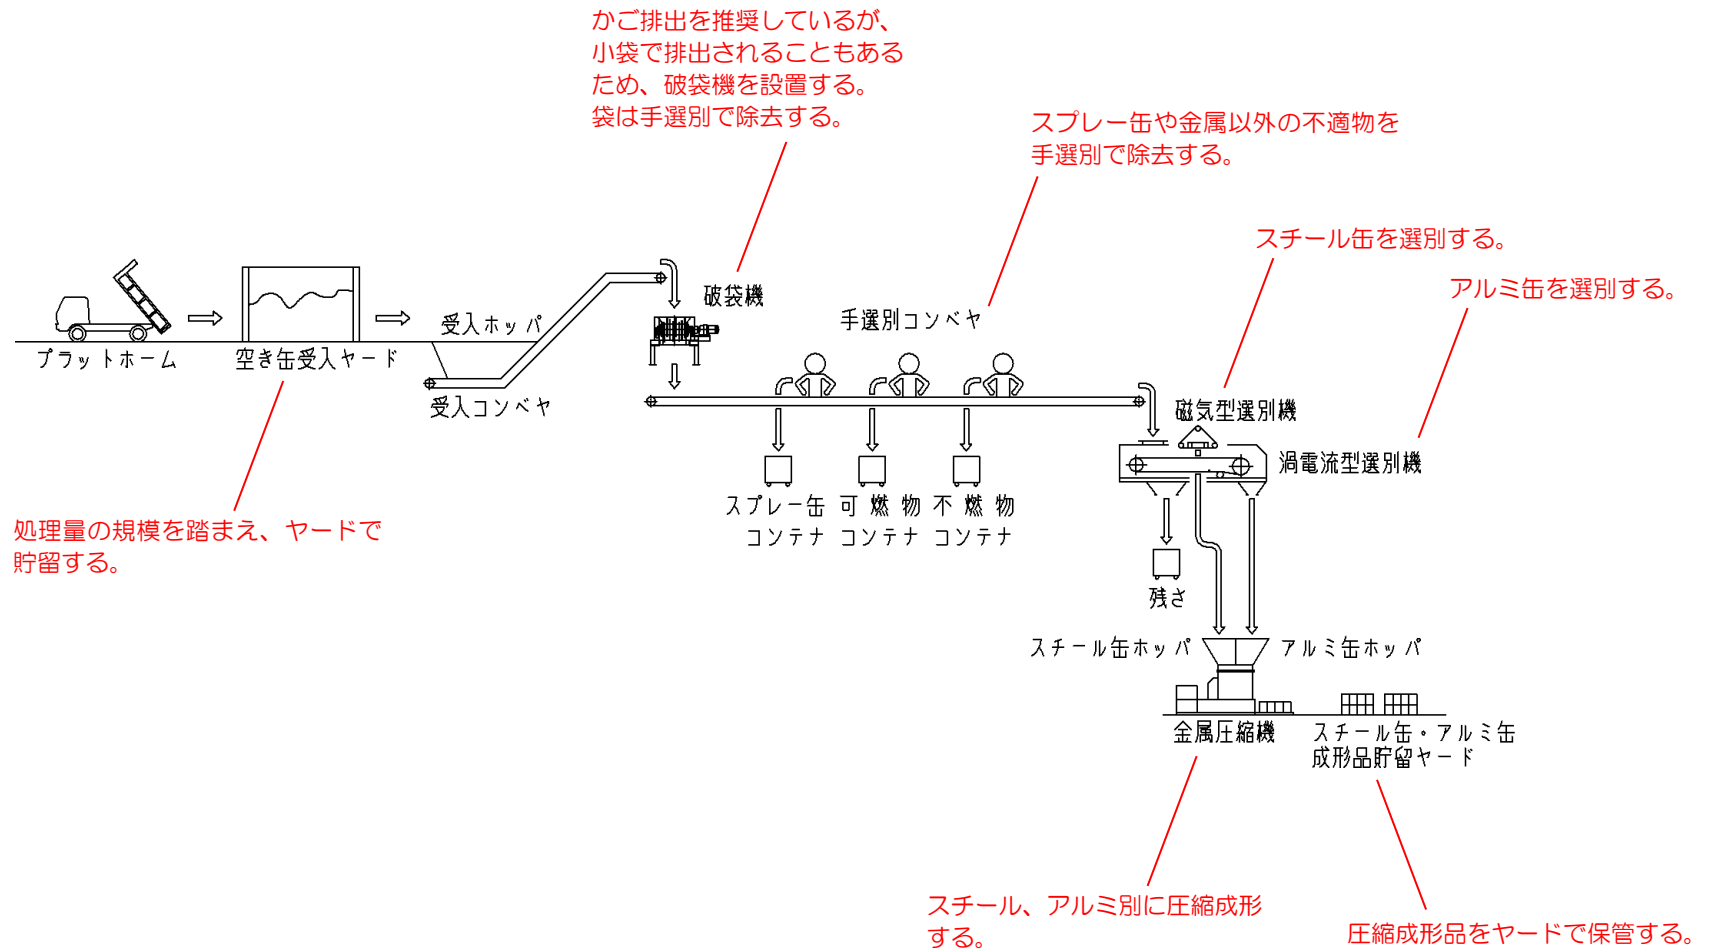 かご排出を推奨しているが、
小袋で排出されることもある
ため、破袋機を設置する。
袋は手選別で除去する。
スプレー缶や金属以外の不適物を
手選別で除去する。
スチール缶を選別する。
アルミ缶を選別する。
破袋機
受入ホッパ
手選別コンベヤ
プラットホーム
空き缶受入ヤード
受入コンベヤ
磁気型選別機
渦電流型選別機
スプレー缶
コンテナ
可燃物
コンテナ
不燃物
コンテナ
処理量の規模を踏まえ、ヤードで
貯留する。
残さ
スチール缶ホッパ
アルミ缶ホッパ
金属圧縮機
スチール缶・アルミ缶
成形品貯留ヤード
スチール、アルミ別に圧縮成形
する。
圧縮成形品をヤードで保管する。